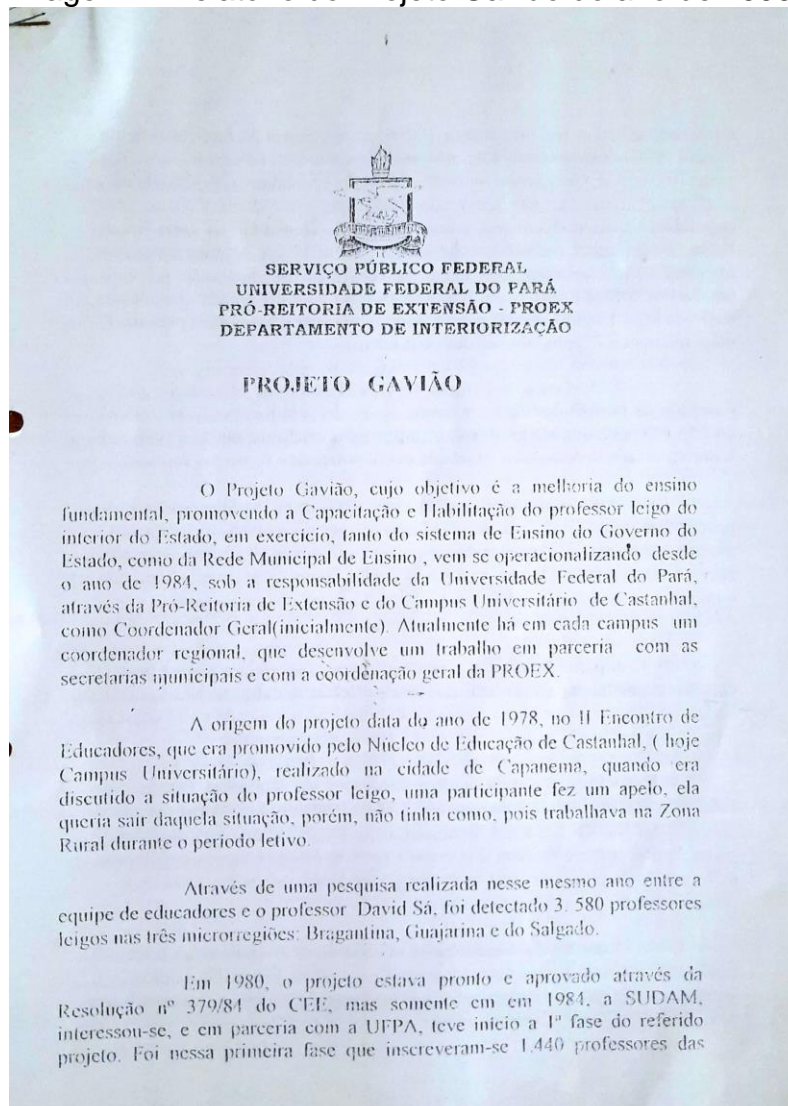 SERVIÇO PÚBLICO FEDERAL
UNIVERSIDADE FEDERAL DO PARÁ
PRÓ-REITORIA DE EXTENSÃO - PROEX
DEPARTAMENTO DE INTERIORIZAÇÃO
PROJETO GAVIÃO
O Projeto Gavião, cujo objetivo é a melhoria do ensino
fundamental, promovendo a Capacitação e Habilitação do professor leigo do
interior do Estado, em exercício, tanto do sistema de Ensino do Governo do
Estado, como da Rede Municipal de Ensino , vem se operacionalizando desde
o ano de 1984, sob a responsabilidade da Universidade Federal do Pará,
através da Pró-Reitoria de Extensão e do Campus Universitário de Castanhal,
como Coordenador Geral(inicialmente). Atualmente há em cada campus um
coordenador regional, que desenvolve um trabalho em parceria com as
secretarias municipais e com a coordenação geral da PROEX.
A origem do projeto data do ano de 1978, no II Encontro de
Educadores, que era promovido pelo Núcleo de Educação de Castanhal, ( hoje
Campus Universitário), realizado na cidade de Capanema, quando era
discutido a situação do professor leigo, uma participante fez um apelo, ela
queria sair daquela situação, porém, não tinha como, pois trabalhava na Zona
Rural durante o período letivo.
Através de uma pesquisa realizada nesse mesmo ano entre a
equipe de educadores e o professor David Sá, foi detectado 3. 580 professores
leigos nas três microrregiões: Bragantina, Guajarina e do Salgado.
Em 1980, o projeto estava pronto e aprovado através da
Resolução nº 379/84 do CEE, mas somente em em 1984, a SUDAM,
interessou-se, e em parceria com a UFPA, teve início a 1ª fase do referido
projeto. Foi nessa primeira fase que inscreveram-se 1.440 professores das